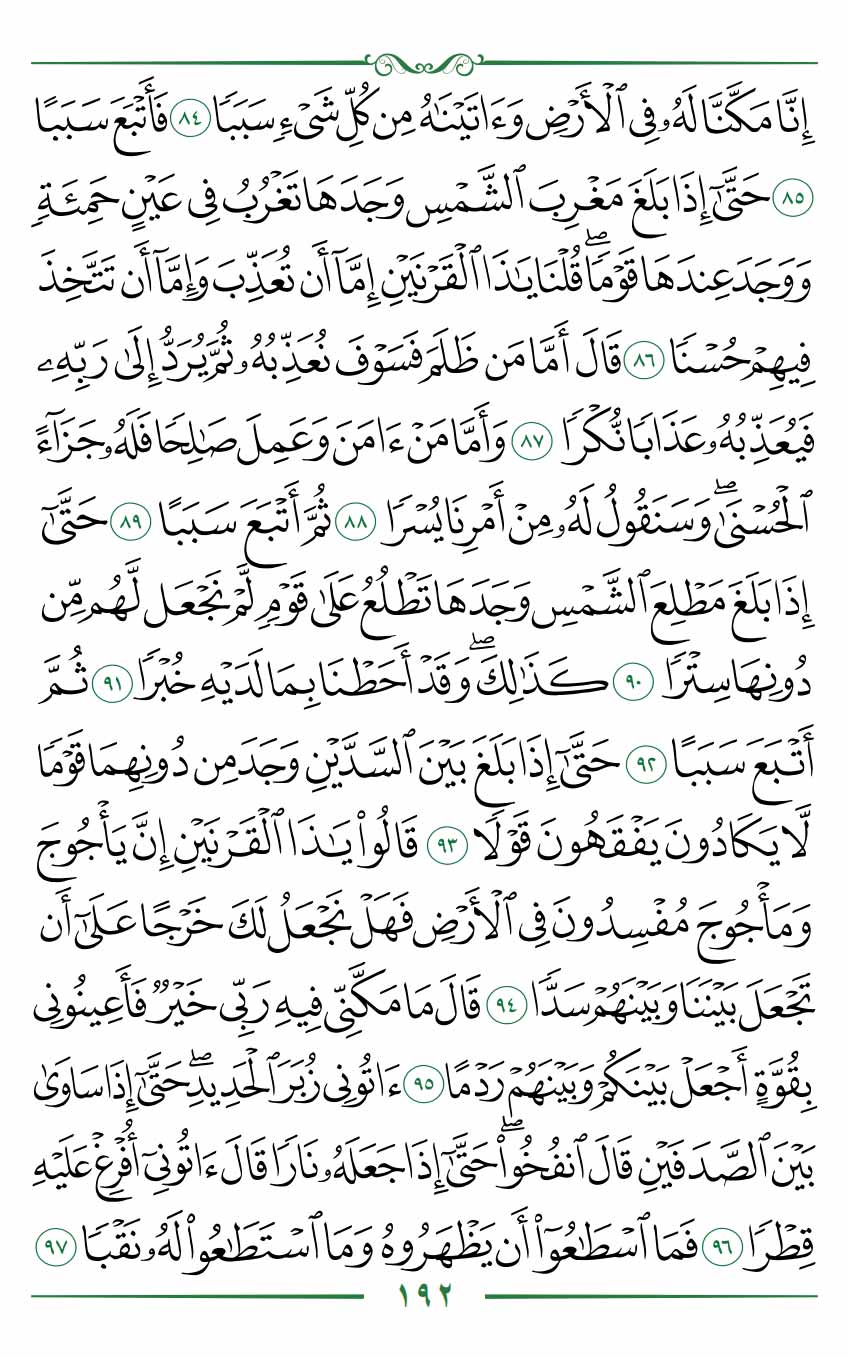 إِنَّا مَكَّنَّا لَهُۥ فِى ٱلْأَرْضِ وَءَاتَيْنَٰهُ مِن كُلِّ شَىْءٍ سَبَبًا ٨٤ فَأَتْبَعَ سَبَبًا
٨٥ حَتَّىٰٓ إِذَا بَلَغَ مَغْرِبَ ٱلشَّمْسِ وَجَدَهَا تَغْرُبُ فِى عَيْنٍ حَمِئَةٍ
وَوَجَدَ عِندَهَا قَوْمًاۖ قُلْنَا يَٰذَا ٱلْقَرْنَيْنِ إِمَّآ أَن تُعَذِّبَ وَإِمَّآ أَن تَتَّخِذَ
فِيهِمْ حُسْنًا ٨٦ قَالَ أَمَّا مَن ظَلَمَ فَسَوْفَ نُعَذِّبُهُۥ ثُمَّ يُرَدُّ إِلَىٰ رَبِّهِۦ
فَيُعَذِّبُهُۥ عَذَابًا نُّكْرًا ٨٧ وَأَمَّا مَنْ ءَامَنَ وَعَمِلَ صَٰلِحًا فَلَهُۥ جَزَآءً
ٱلْحُسْنَىٰۖ وَسَنَقُولُ لَهُۥ مِنْ أَمْرِنَا يُسْرًا ٨٨ ثُمَّ أَتْبَعَ سَبَبًا ٨٩ حَتَّىٰٓ
إِذَا بَلَغَ مَطْلِعَ ٱلشَّمْسِ وَجَدَهَا تَطْلُعُ عَلَىٰ قَوْمٍ لَّمْ نَجْعَل لَّهُم مِّن
دُونِهَا سِتْرًا ٩٠ كَذَٰلِكَۖ وَقَدْ أَحَطْنَا بِمَا لَدَيْهِ خُبْرًا ٩١ ثُمَّ
أَتْبَعَ سَبَبًا ٩٢ حَتَّىٰٓ إِذَا بَلَغَ بَيْنَ ٱلسَّدَّيْنِ وَجَدَ مِن دُونِهِمَا قَوْمًا
لَّا يَكَادُونَ يَفْقَهُونَ قَوْلًا ٩٣ قَالُوا۟ يَٰذَا ٱلْقَرْنَيْنِ إِنَّ يَأْجُوجَ
وَمَأْجُوجَ مُفْسِدُونَ فِى ٱلْأَرْضِ فَهَلْ نَجْعَلُ لَكَ خَرْجًا عَلَىٰٓ أَن
تَجْعَلَ بَيْنَنَا وَبَيْنَهُمْ سَدًّا ٩٤ قَالَ مَا مَكَّنِّى فِيهِ رَبِّى خَيْرٌ فَأَعِينُونِى
بِقُوَّةٍ أَجْعَلْ بَيْنَكُمْ وَبَيْنَهُمْ رَدْمًا ٩٥ ءَاتُونِى زُبَرَ ٱلْحَدِيدِۖ حَتَّىٰٓ إِذَا سَاوَىٰ
بَيْنَ ٱلصَّدَفَيْنِ قَالَ ٱنفُخُوا۟ۖ حَتَّىٰٓ إِذَا جَعَلَهُۥ نَارًا قَالَ ءَاتُونِىٓ أُفْرِغْ عَلَيْهِ
قِطْرًا ٩٦ فَمَا ٱسْطَٰعُوٓا۟ أَن يَظْهَرُوهُ وَمَا ٱسْتَطَٰعُوا۟ لَهُۥ نَقْبًا ٩٧
١٩٢